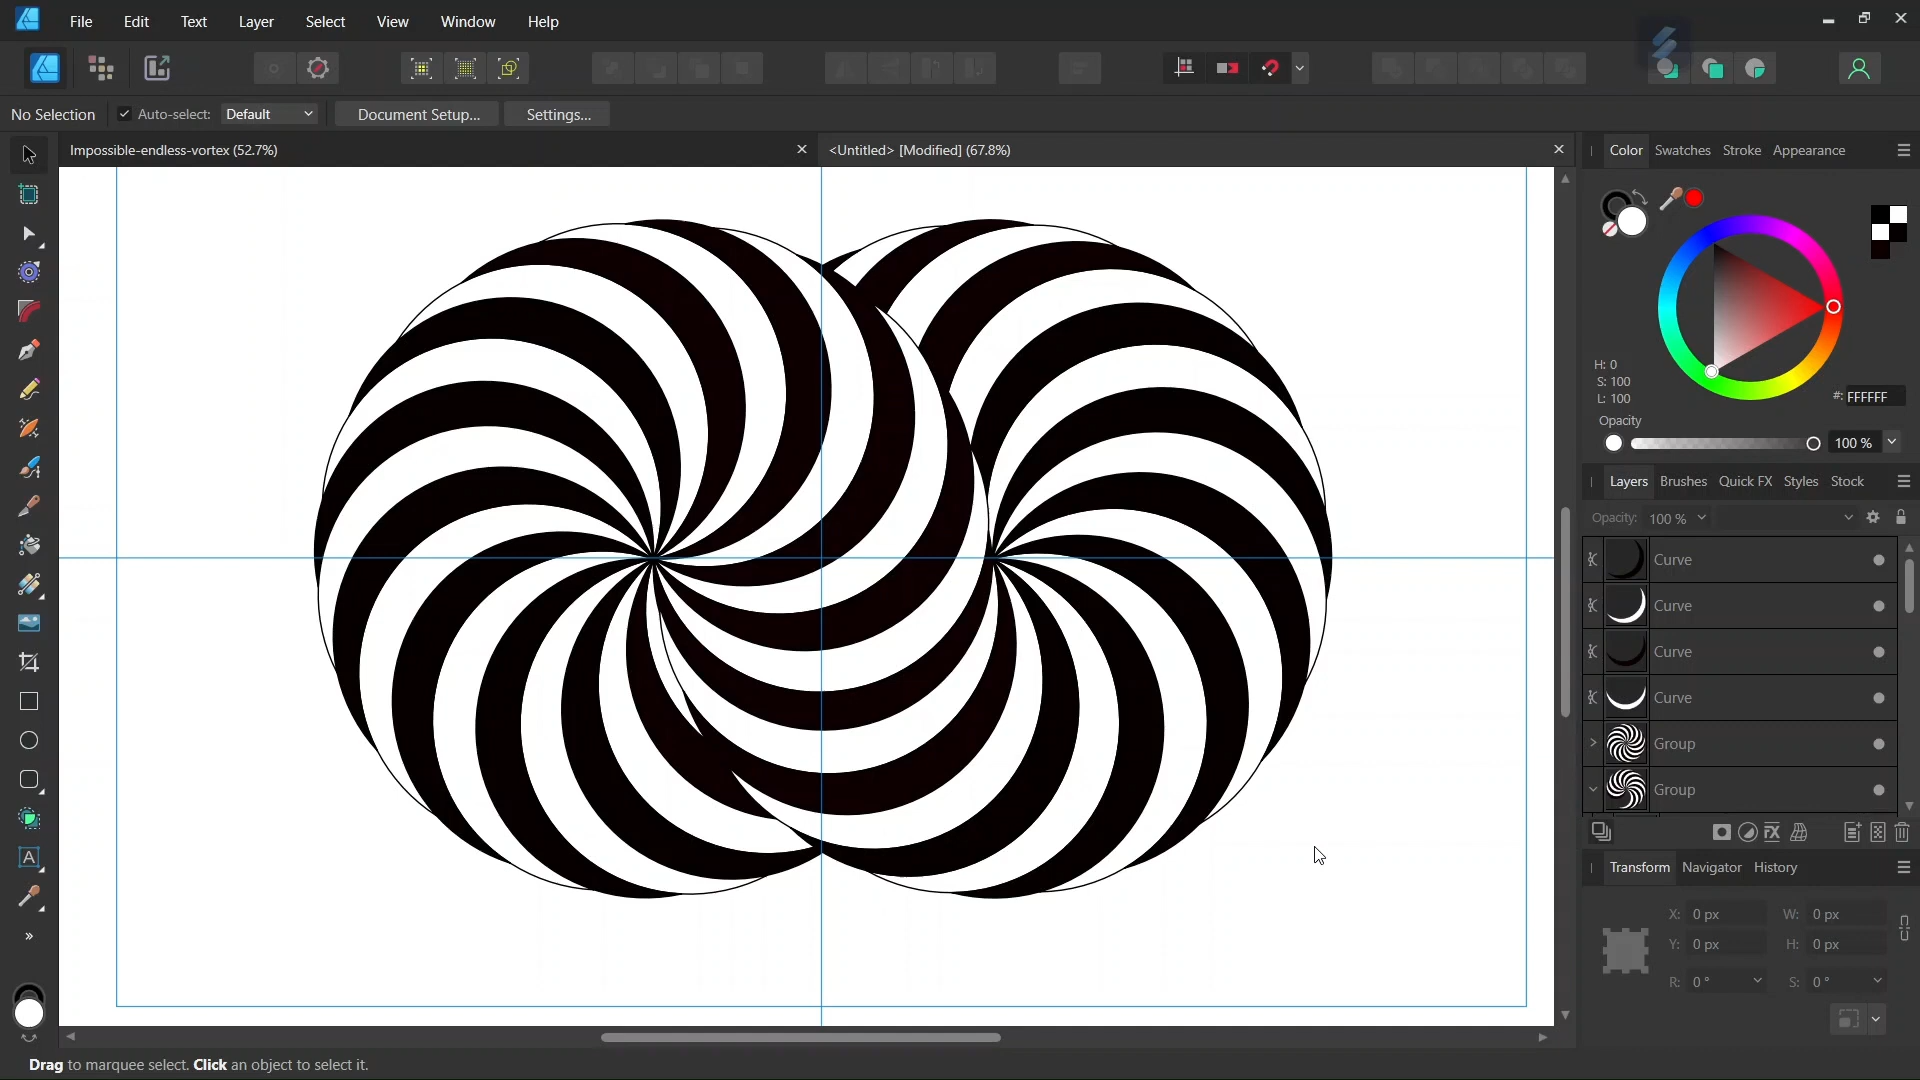 File Edit Text Layer Select View Window Help
No Selection Auto-select: Default Document Setup... Settings...
Impossible-endless-vortex (52.7%)
<Untitled> [Modified] (67.8%)
Color Swatches Stroke Appearance
H: 0
S: 100
L: 100
#: FFFFFF
Opacity
100 %
Layers Brushes Quick FX Styles Stock
Opacity: 100 %
Curve
Curve
Curve
Curve
Group
Group
Transform Navigator History
X: 0 px W: 0 px
Y: 0 px H: 0 px
R: 0 ° S: 0 °
Drag to marquee select. Click an object to select it.